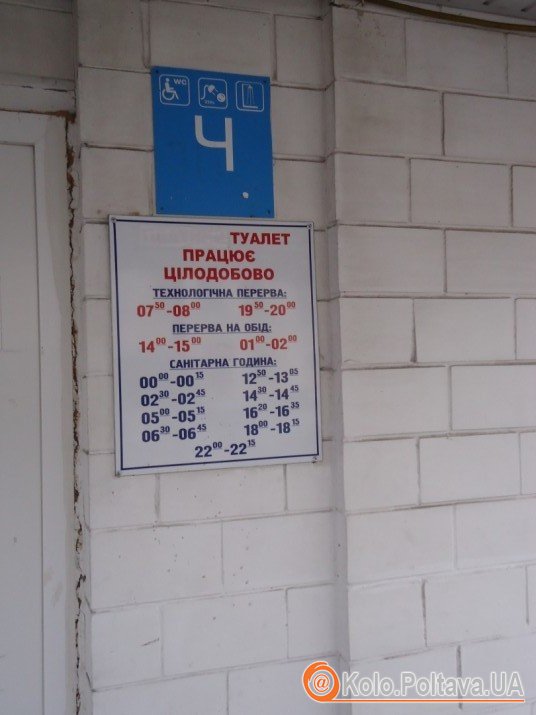 WC
Ч
ТУАЛЕТ
ПРАЦЮЄ
ЦІЛОДОБОВО
ТЕХНОЛОГІЧНА ПЕРЕРВА:
07⁵⁰-08⁰⁰ 19⁵⁰-20⁰⁰
ПЕРЕРВА НА ОБІД:
14⁰⁰-15⁰⁰ 01⁰⁰-02⁰⁰
САНІТАРНА ГОДИНА:
00⁰⁰-00¹⁵ 12⁵⁰-13⁰⁵
02³⁰-02⁴⁵ 14³⁰-14⁴⁵
05⁰⁰-05¹⁵ 16²⁰-16³⁵
06³⁰-06⁴⁵ 18⁰⁰-18¹⁵
22⁰⁰-22¹⁵
@Kolo.Poltava.UA